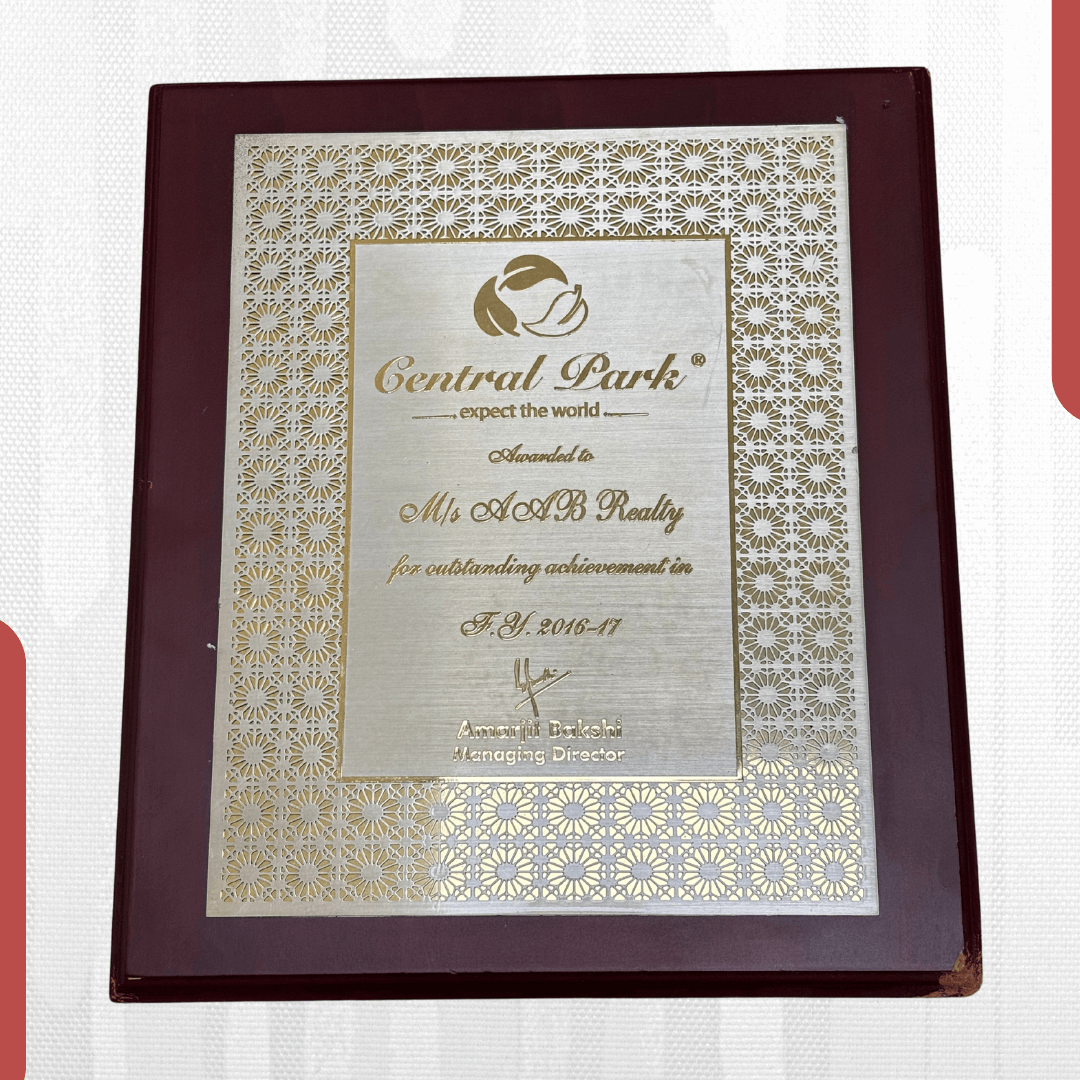 Central Park®
expect the world
Awarded to
M/s AAB Realty
for outstanding achievement in
F.Y. 2016-17
Amarjit Bakshi
Managing Director